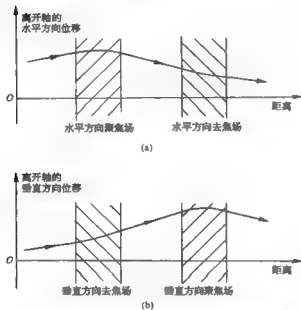 离开轴的
水平方向位移
O
距离
水平方向聚焦场
水平方向去焦场
(a)
离开轴的
垂直方向位移
O
距离
垂直方向去焦场
垂直方向聚焦场
(b)